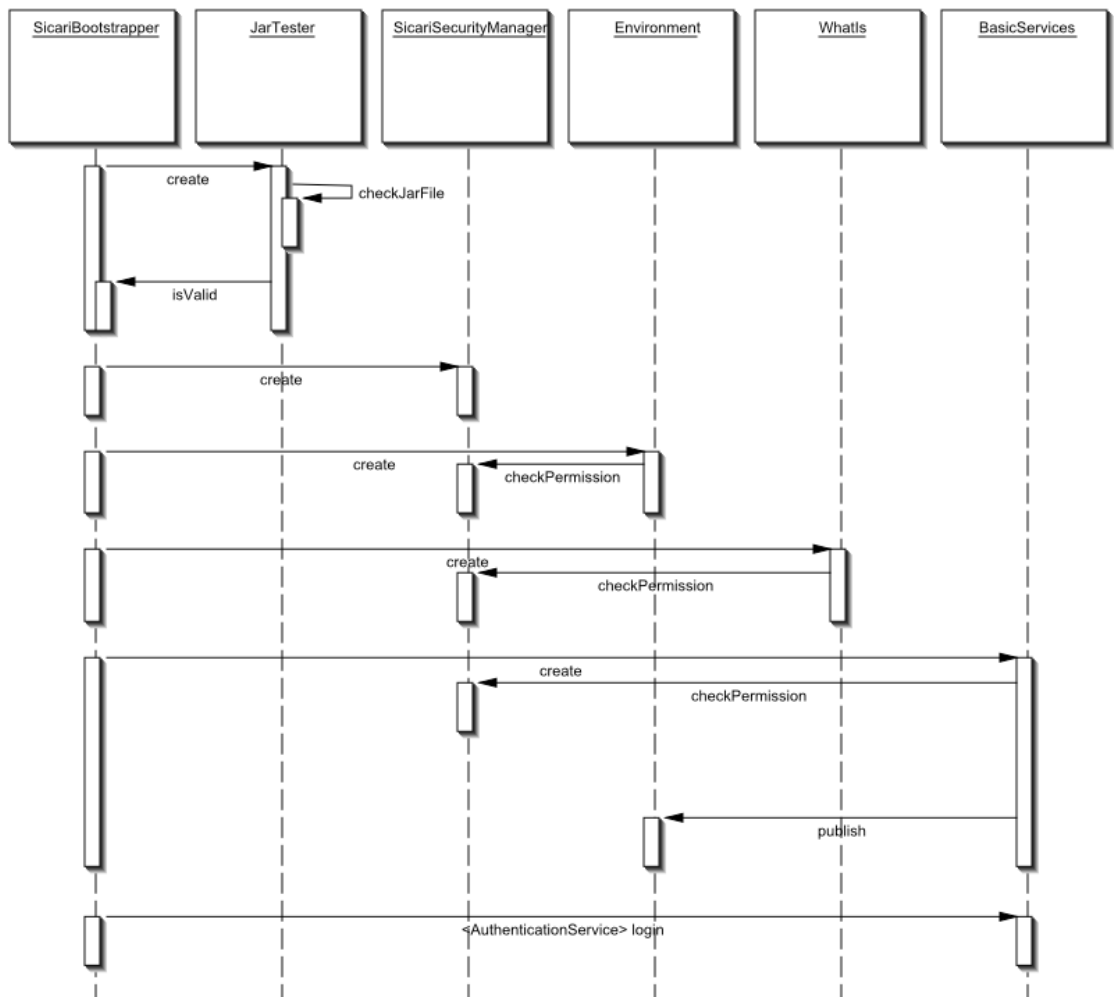 SicariBootstrapper
JarTester
SicariSecurityManager
Environment
WhatIs
BasicServices
create
checkJarFile
isValid
create
create
checkPermission
create
checkPermission
create
checkPermission
publish
<AuthenticationService> login